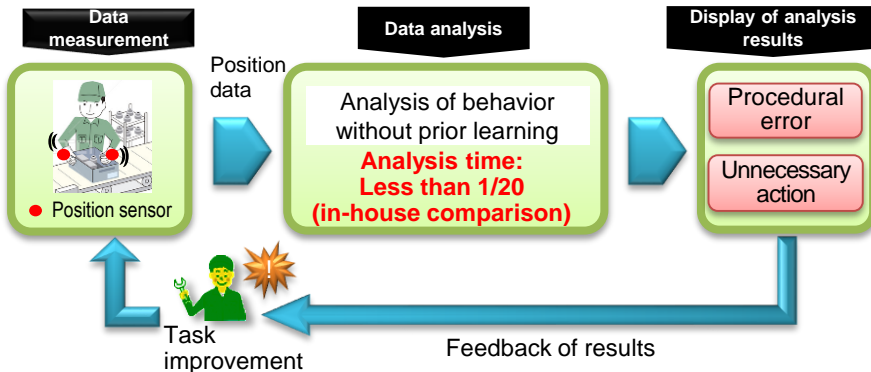 Data
measurement
Data analysis
Display of analysis
results
Position
data
Position sensor
Analysis of behavior
without prior learning
Analysis time:
Less than 1/20
(in-house comparison)
Procedural
error
Unnecessary
action
!
Task
improvement
Feedback of results